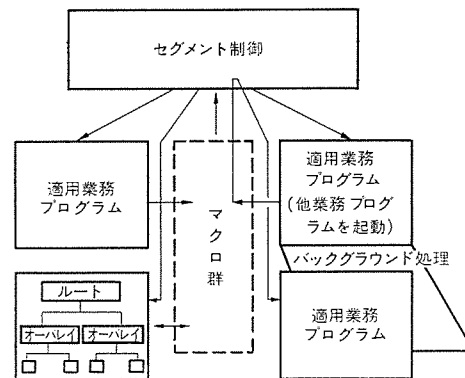 セグメント制御
適用業務
プログラム
マクロ群
適用業務
プログラム
(他業務プログ
ラムを起動)
バックグラウンド処理
ルート
オーバレイ
オーバレイ
適用業務
プログラム